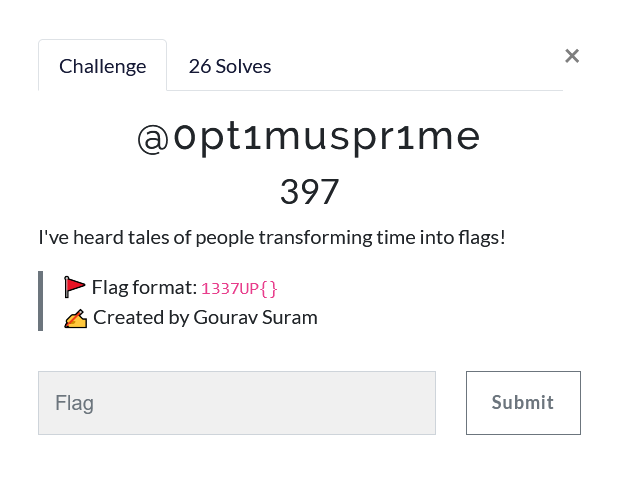 Challenge
26 Solves
×
@0pt1muspr1me
397
I've heard tales of people transforming time into flags!
🚩 Flag format: 1337UP{}
✍️ Created by Gourav Suram
Flag
Submit